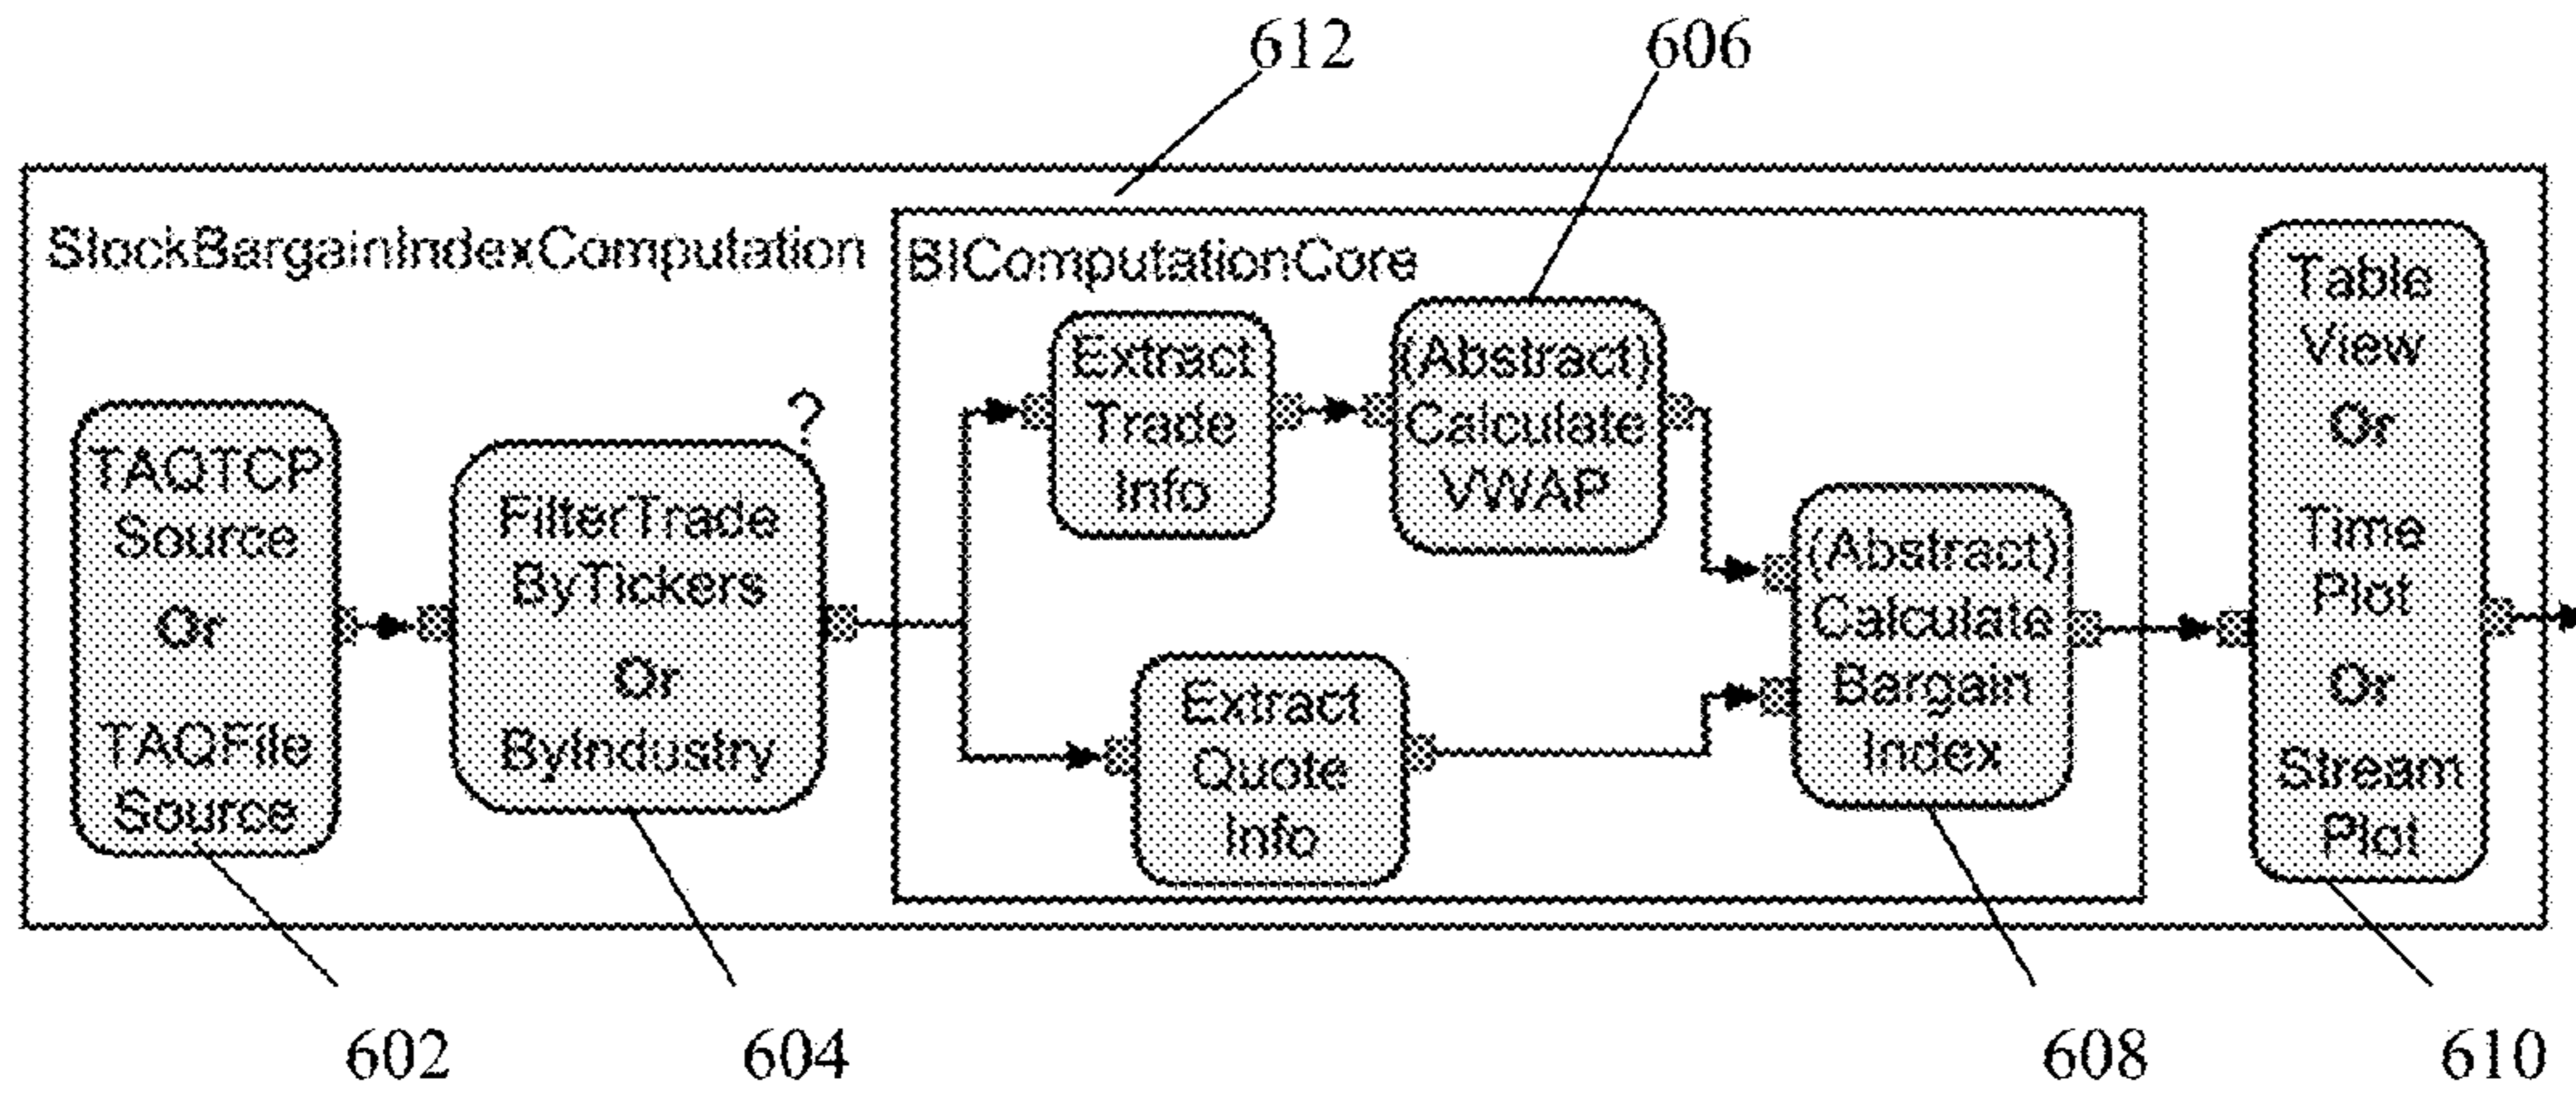 612
606
StockBargainIndexComputation
BIComputationCore
TAQTCP
Source
Or
TAQFile
Source
?
FilterTrade
ByTickers
Or
ByIndustry
Extract
Trade
Info
(Abstract)
Calculate
VWAP
Extract
Quote
Info
(Abstract)
Calculate
Bargain
Index
Table
View
Or
Time
Plot
Or
Stream
Plot
602
604
608
610